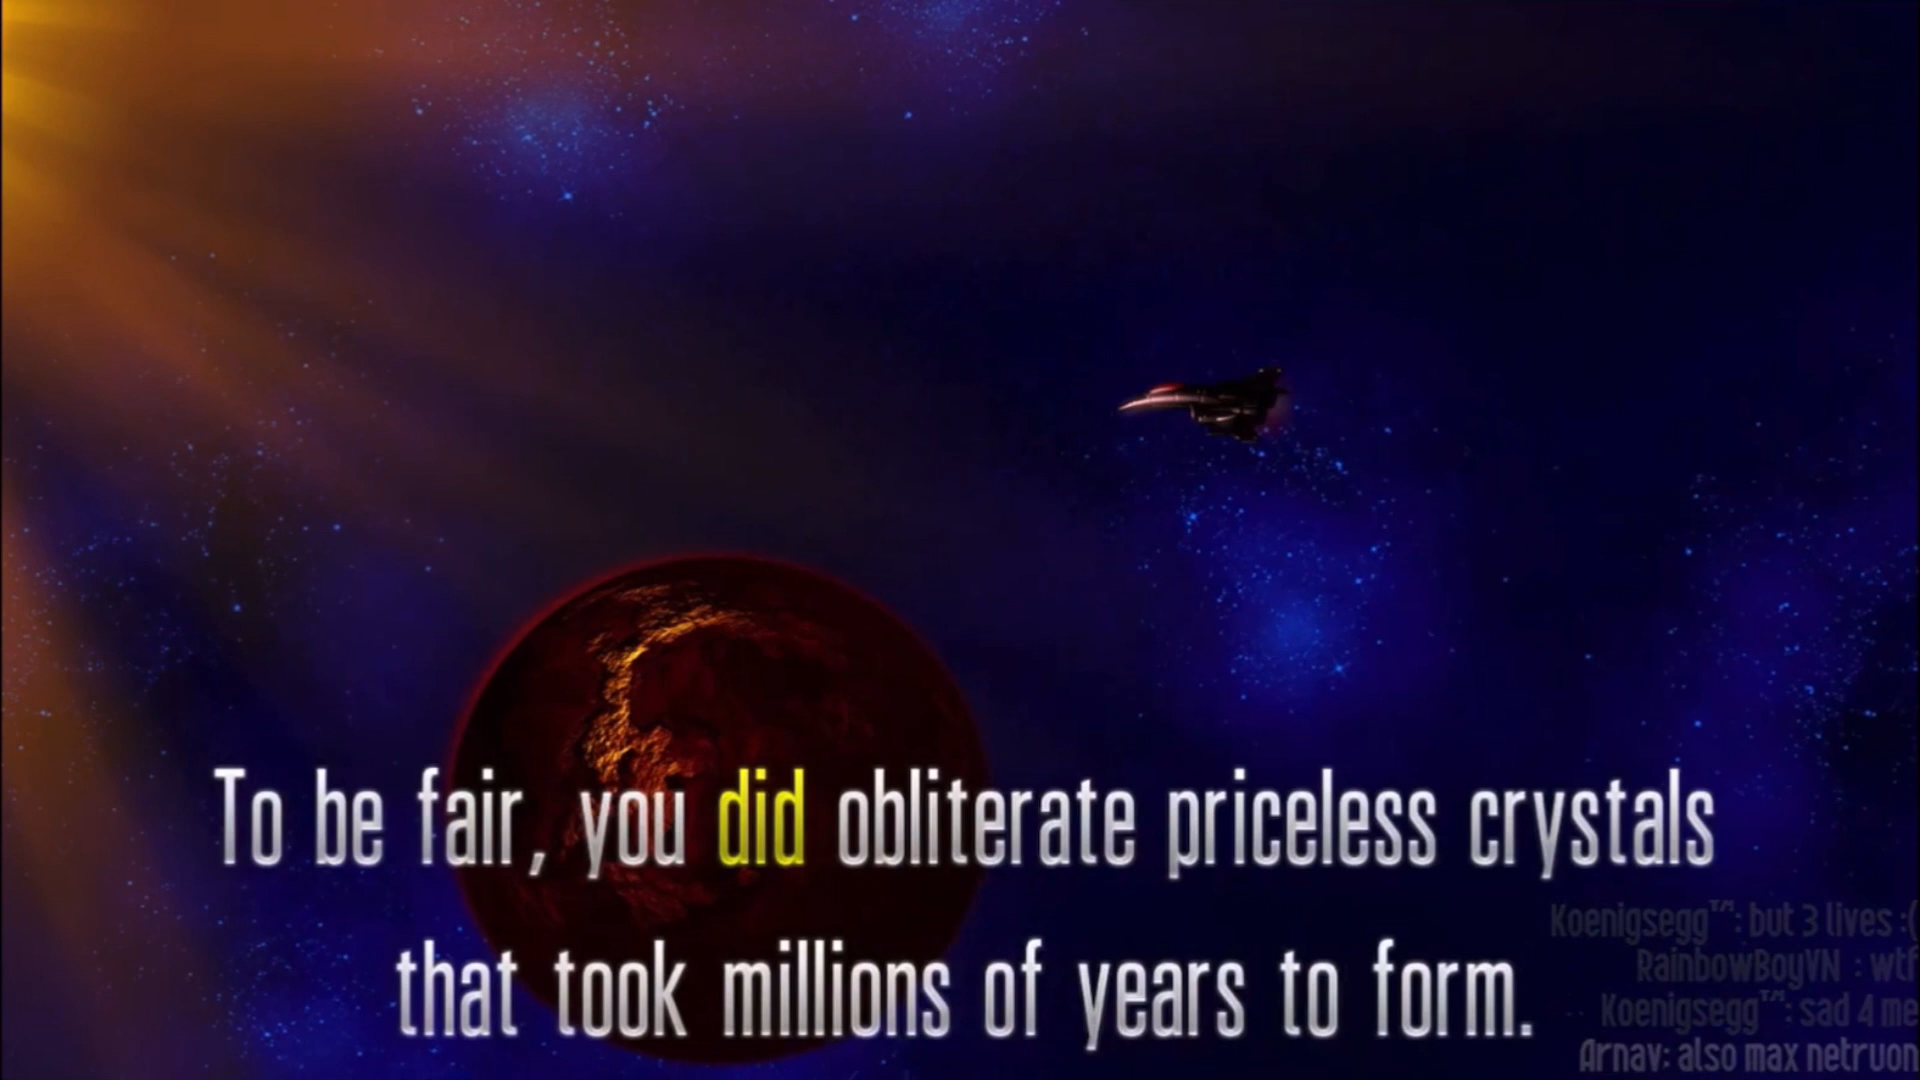 To be fair, you did obliterate priceless crystals
that took millions of years to form.
Koenigsegg™: but 3 lives :(
RainbowBoyVN : wtf
Koenigsegg™: sad 4 me
Arnav: also max netruon